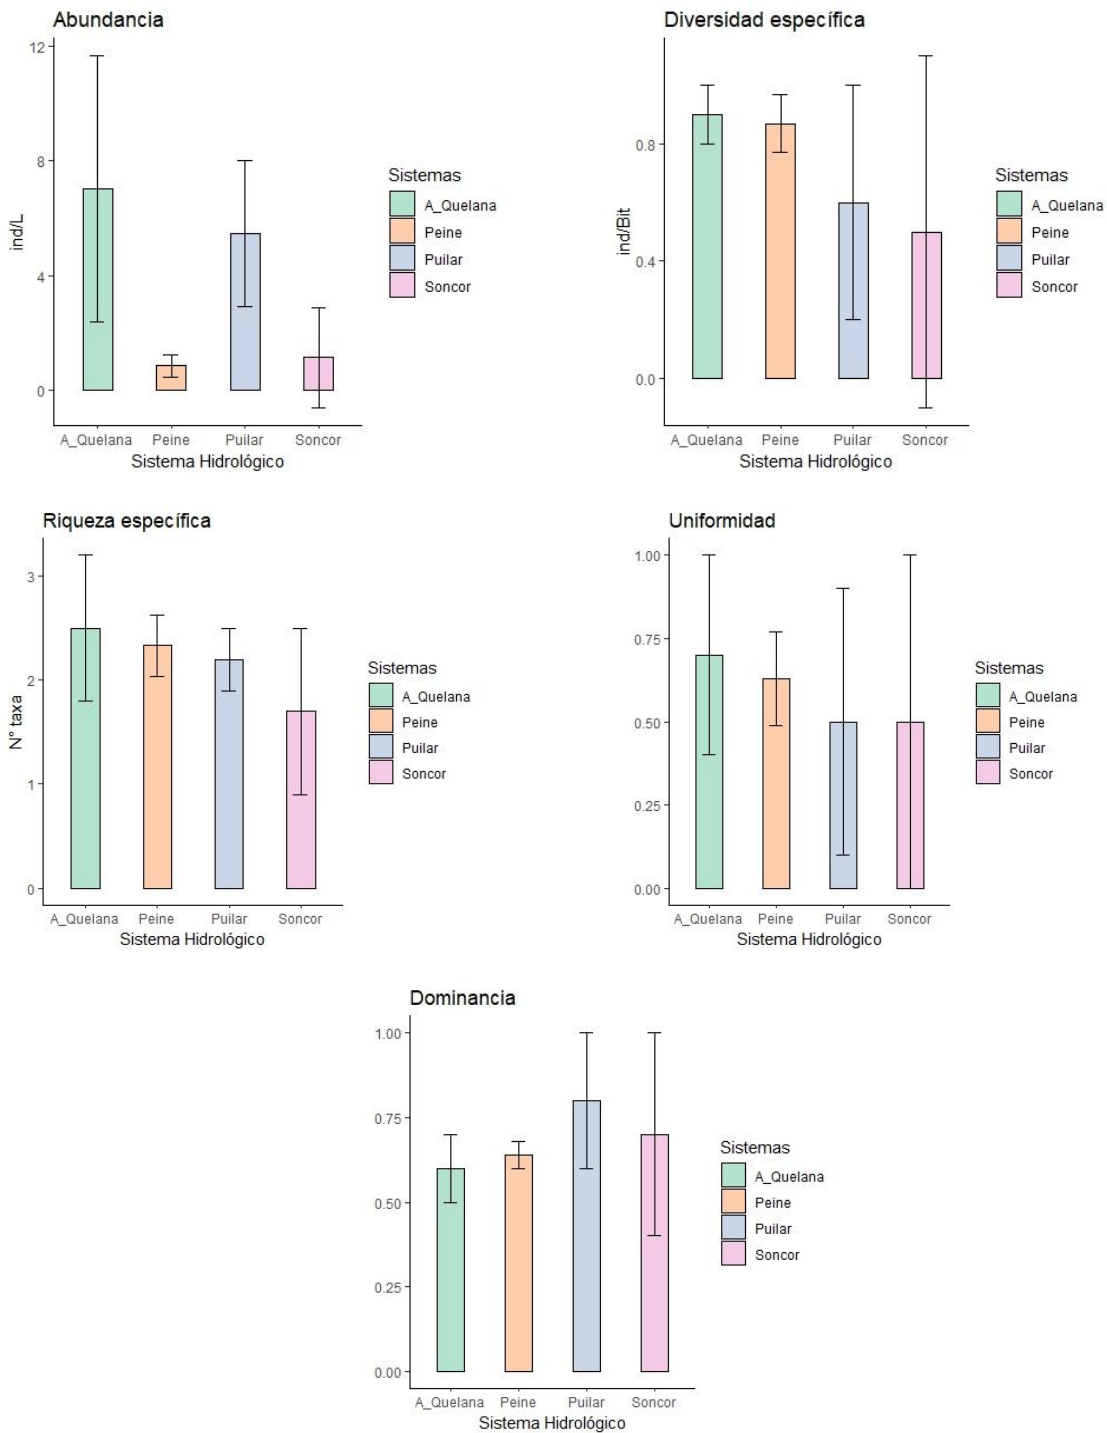 Abundancia
12
8
4
0
ind/L
A_Quelana Peine Puilar Soncor
Sistema Hidrológico
Sistemas
A_Quelana
Peine
Puilar
Soncor
Diversidad específica
0.8
0.4
0.0
ind/Bit
A_Quelana Peine Puilar Soncor
Sistema Hidrológico
Sistemas
A_Quelana
Peine
Puilar
Soncor
Riqueza específica
3
2
1
0
N° taxa
A_Quelana Peine Puilar Soncor
Sistema Hidrológico
Sistemas
A_Quelana
Peine
Puilar
Soncor
Uniformidad
1.00
0.75
0.50
0.25
0.00
A_Quelana Peine Puilar Soncor
Sistema Hidrológico
Sistemas
A_Quelana
Peine
Puilar
Soncor
Dominancia
1.00
0.75
0.50
0.25
0.00
A_Quelana Peine Puilar Soncor
Sistema Hidrológico
Sistemas
A_Quelana
Peine
Puilar
Soncor